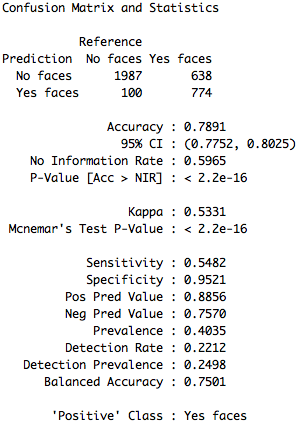 Confusion Matrix and Statistics
Reference
Prediction No faces Yes faces
No faces 1987 638
Yes faces 100 774
Accuracy : 0.7891
95% CI : (0.7752, 0.8025)
No Information Rate : 0.5965
P-Value [Acc > NIR] : < 2.2e-16
Kappa : 0.5331
Mcnemar's Test P-Value : < 2.2e-16
Sensitivity : 0.5482
Specificity : 0.9521
Pos Pred Value : 0.8856
Neg Pred Value : 0.7570
Prevalence : 0.4035
Detection Rate : 0.2212
Detection Prevalence : 0.2498
Balanced Accuracy : 0.7501
'Positive' Class : Yes faces